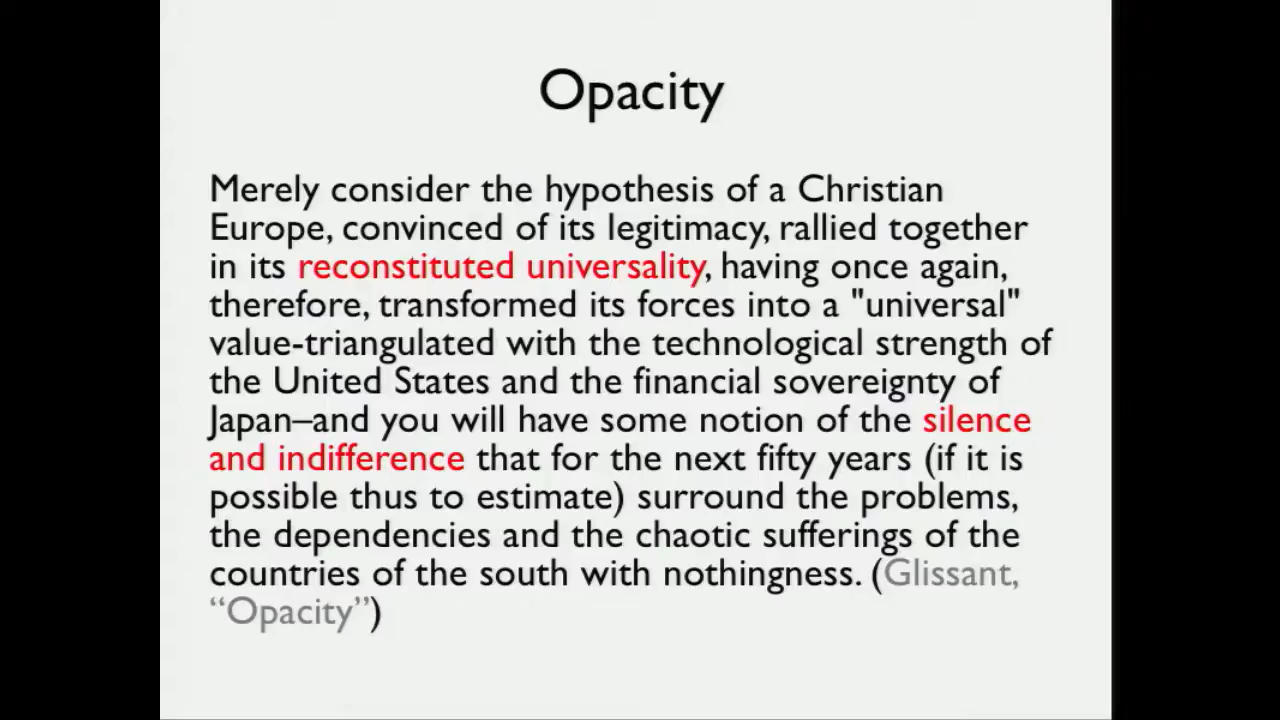 Opacity
Merely consider the hypothesis of a Christian
Europe, convinced of its legitimacy, rallied together
in its reconstituted universality, having once again,
therefore, transformed its forces into a "universal"
value-triangulated with the technological strength of
the United States and the financial sovereignty of
Japan–and you will have some notion of the silence
and indifference that for the next fifty years (if it is
possible thus to estimate) surround the problems,
the dependencies and the chaotic sufferings of the
countries of the south with nothingness. (Glissant,
“Opacity”)